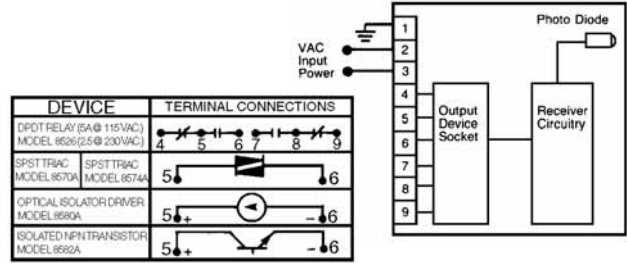 Photo Diode
VAC
Input
Power
1
2
3
4
5
6
7
8
9
Output
Device
Socket
Receiver
Circuitry
DEVICE
TERMINAL CONNECTIONS
DPDT RELAY (5A @ 115VAC)
MODEL 8526 (2.5 @ 230VAC)
4 5 6 7 8 9
SPST TRIAC
MODEL 8570A
SPST TRIAC
MODEL 8574A
5 6
OPTICAL ISOLATOR DRIVER
MODEL 8580A
5 + - 6
ISOLATED NPN TRANSISTOR
MODEL 8582A
5 + - 6